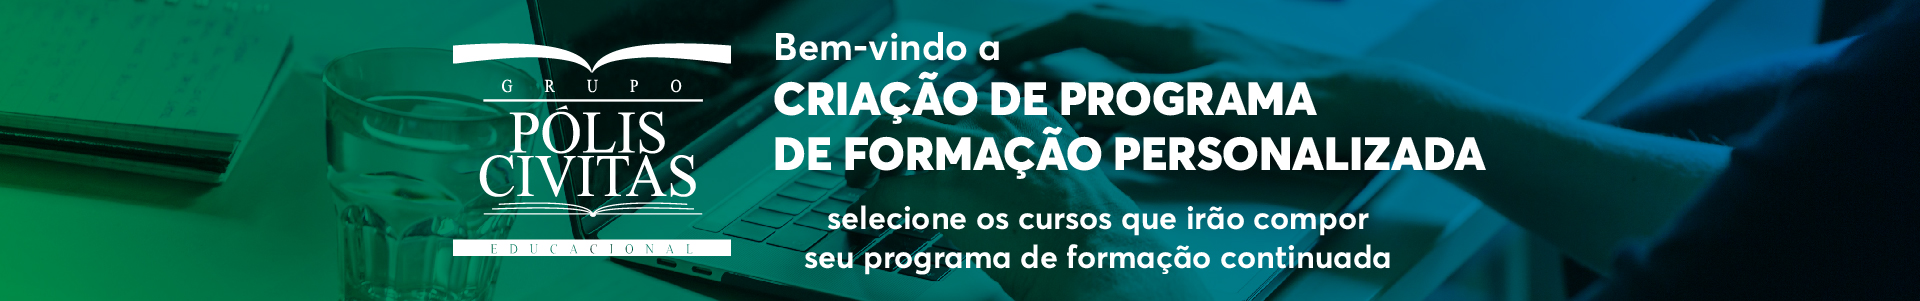 GRUPO
PÓLIS
CIVITAS
EDUCACIONAL
Bem-vindo a
CRIAÇÃO DE PROGRAMA
DE FORMAÇÃO PERSONALIZADA
selecione os cursos que irão compor
seu programa de formação continuada